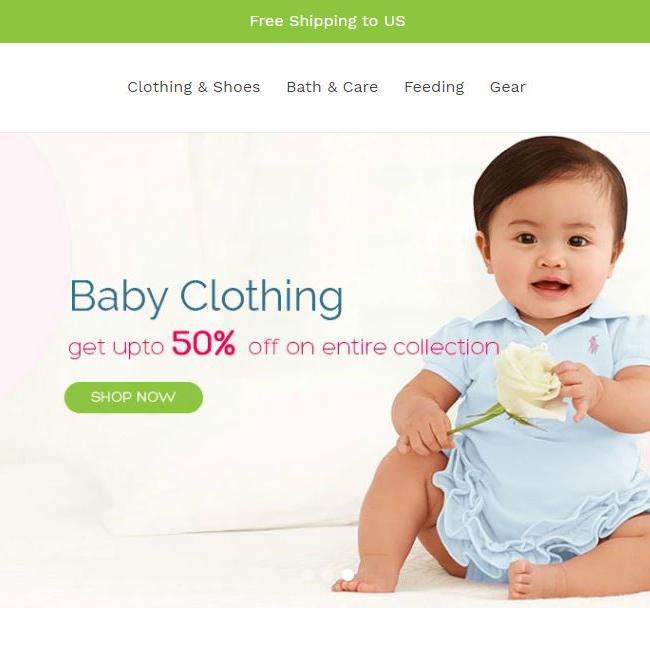 Free Shipping to US
Clothing & Shoes Bath & Care Feeding Gear
Baby Clothing
get upto 50% off on entire collection
SHOP NOW